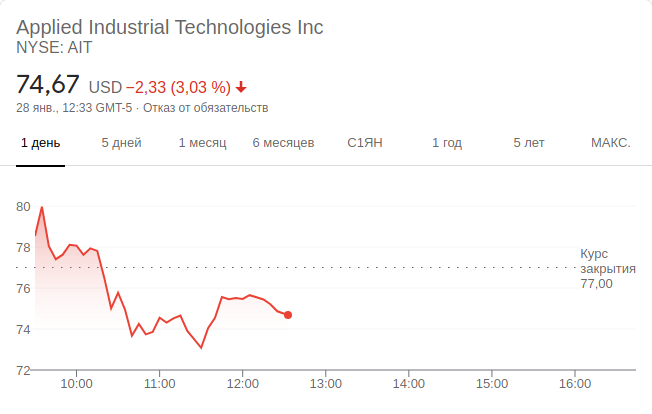 Applied Industrial Technologies Inc
NYSE: AIT
74,67 USD −2,33 (3,03 %)
28 янв., 12:33 GMT-5 · Отказ от обязательств
1 день 5 дней 1 месяц 6 месяцев С1ЯН 1 год 5 лет МАКС.
80
78
Курс
закрытия
77,00
76
74
72
10:00 11:00 12:00 13:00 14:00 15:00 16:00